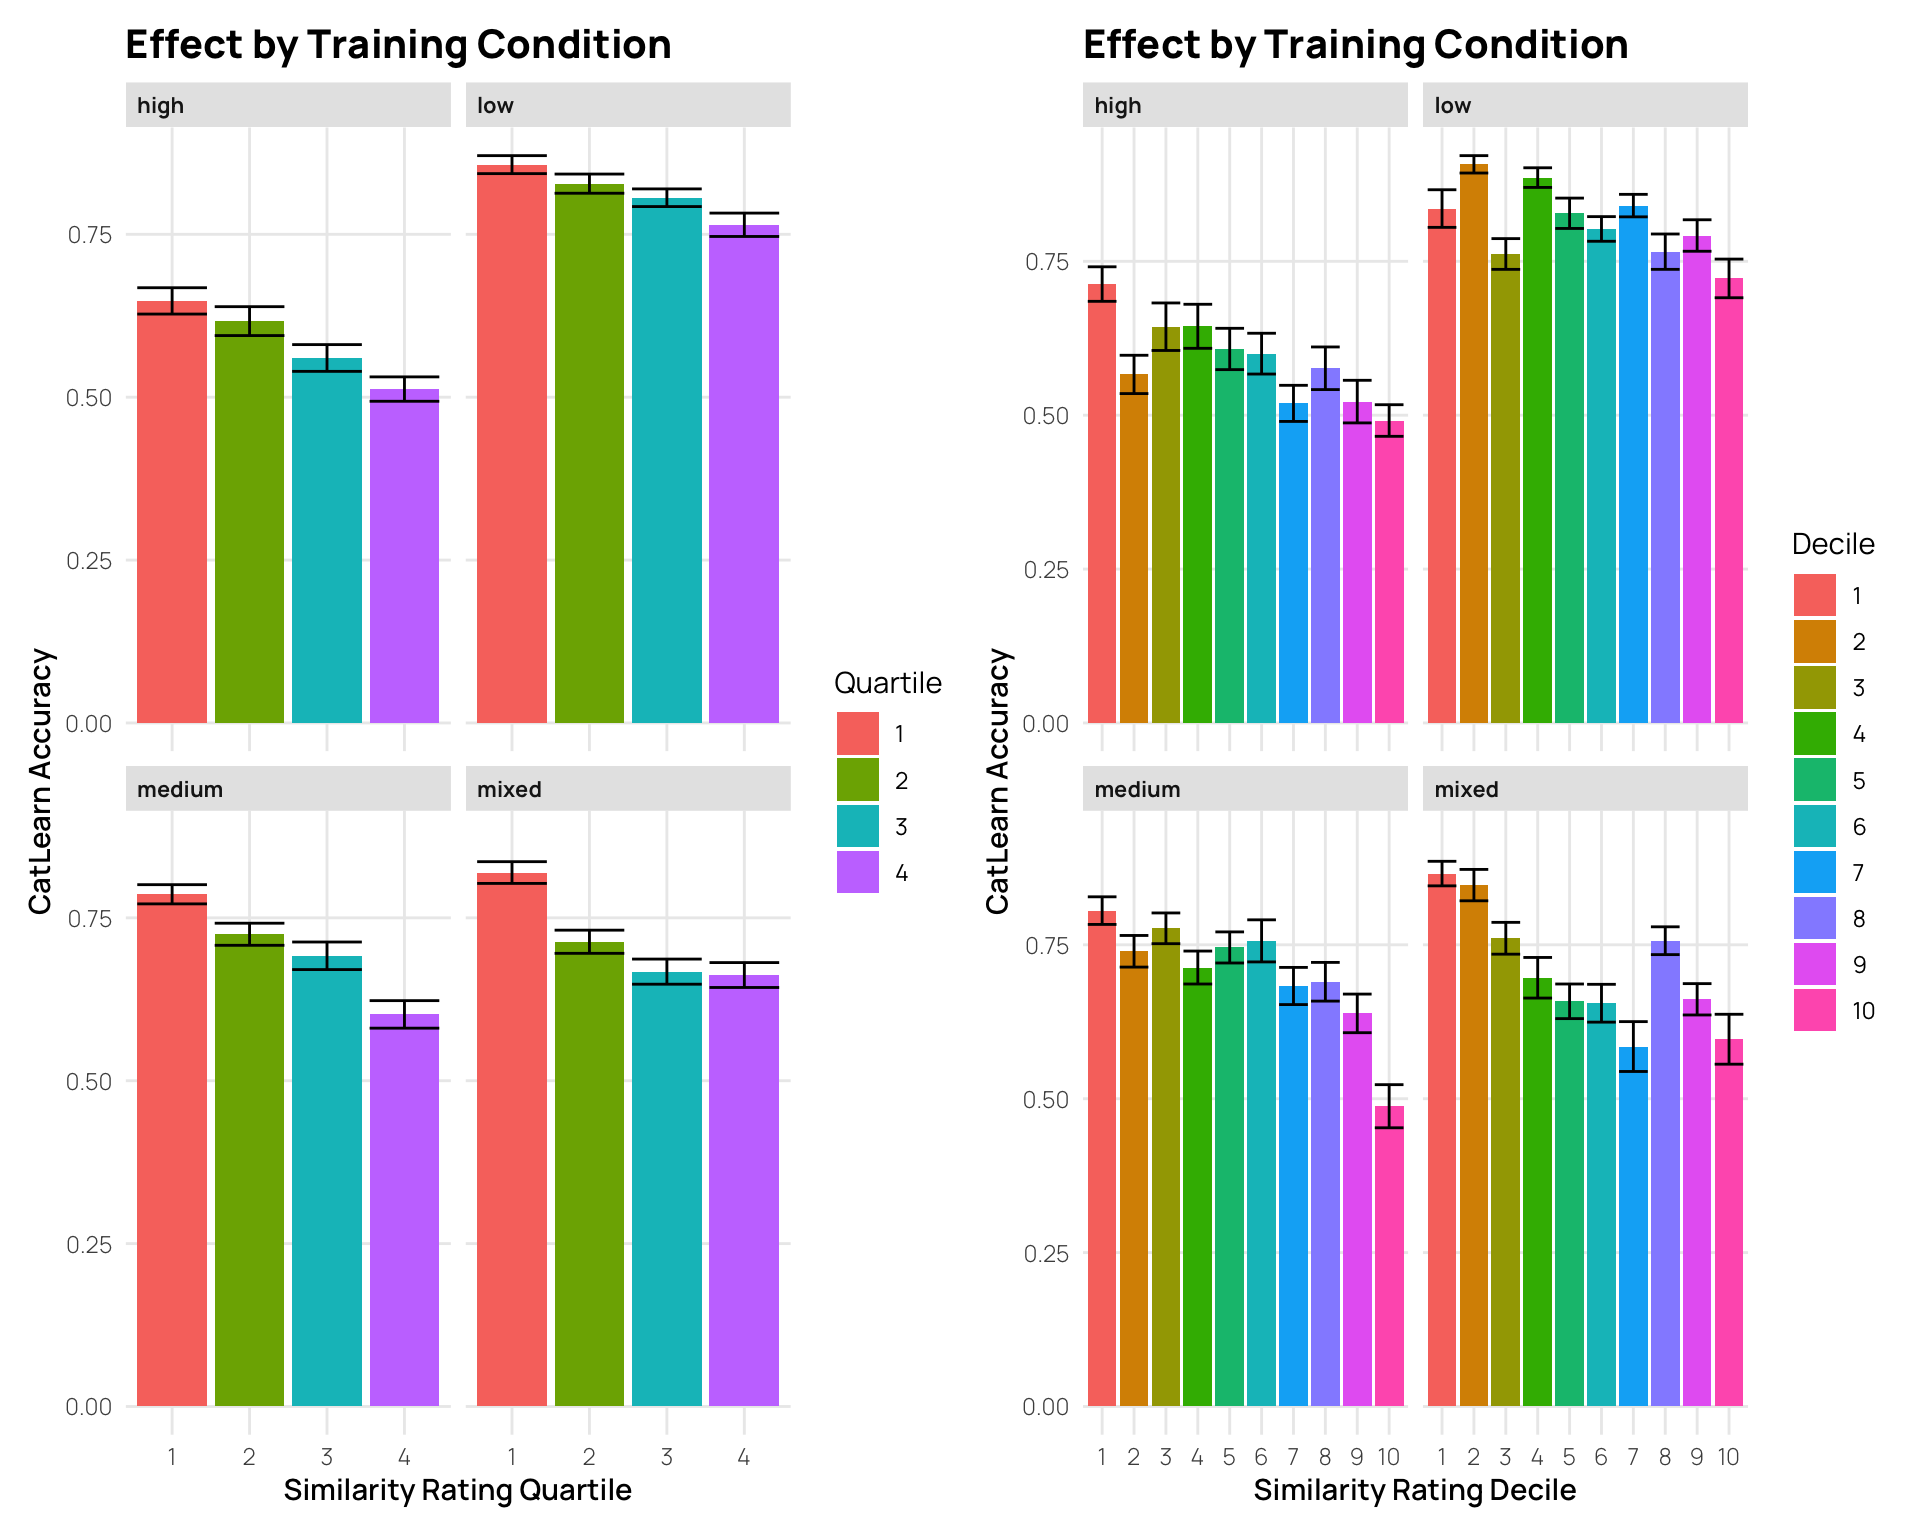 Effect by Training Condition
high
low
0.75
0.50
0.25
0.00
medium
mixed
0.75
0.50
0.25
0.00
1 2 3 4
1 2 3 4
Similarity Rating Quartile
CatLearn Accuracy
Quartile
1
2
3
4
Effect by Training Condition
high
low
0.75
0.50
0.25
0.00
medium
mixed
0.75
0.50
0.25
0.00
1 2 3 4 5 6 7 8 9 10
1 2 3 4 5 6 7 8 9 10
Similarity Rating Decile
CatLearn Accuracy
Decile
1
2
3
4
5
6
7
8
9
10